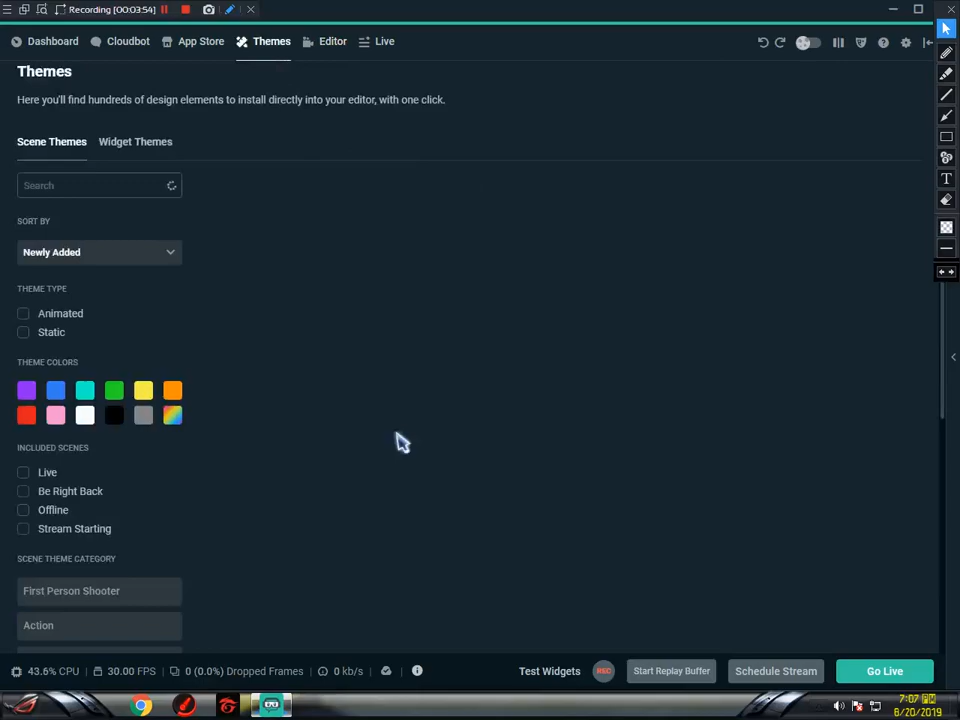 Recording [00:03:54]
Dashboard Cloudbot App Store Themes Editor Live
Themes
Here you'll find hundreds of design elements to install directly into your editor, with one click.
Scene Themes Widget Themes
Search
SORT BY
Newly Added
THEME TYPE
Animated
Static
THEME COLORS
INCLUDED SCENES
Live
Be Right Back
Offline
Stream Starting
SCENE THEME CATEGORY
First Person Shooter
Action
43.6% CPU 30.00 FPS 0 (0.0%) Dropped Frames 0 kb/s Test Widgets REC Start Replay Buffer Schedule Stream Go Live
7:07 PM
8/20/2019